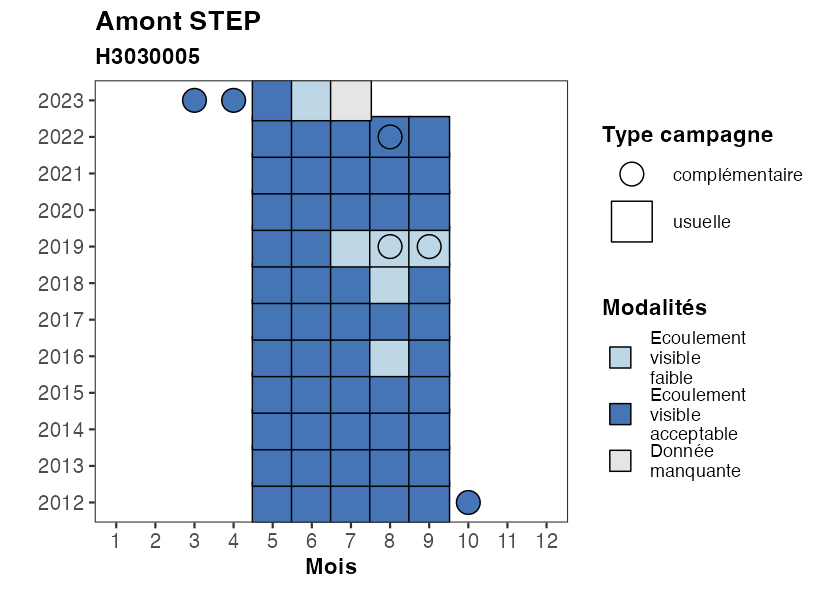 Amont STEP
H3030005
2023
2022
2021
2020
2019
2018
2017
2016
2015
2014
2013
2012
1 2 3 4 5 6 7 8 9 10 11 12
Mois
Type campagne
complémentaire
usuelle
Modalités
Ecoulement
visible
faible
Ecoulement
visible
acceptable
Donnée
manquante